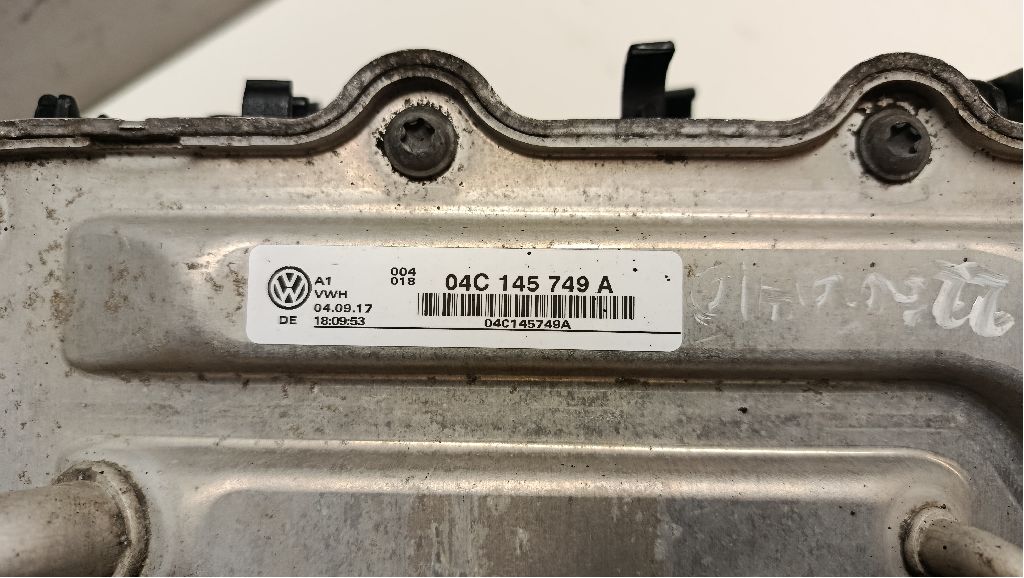 A1
VWH
04.09.17
DE 18:09:53
004
018
04C 145 749 A
04C145749A